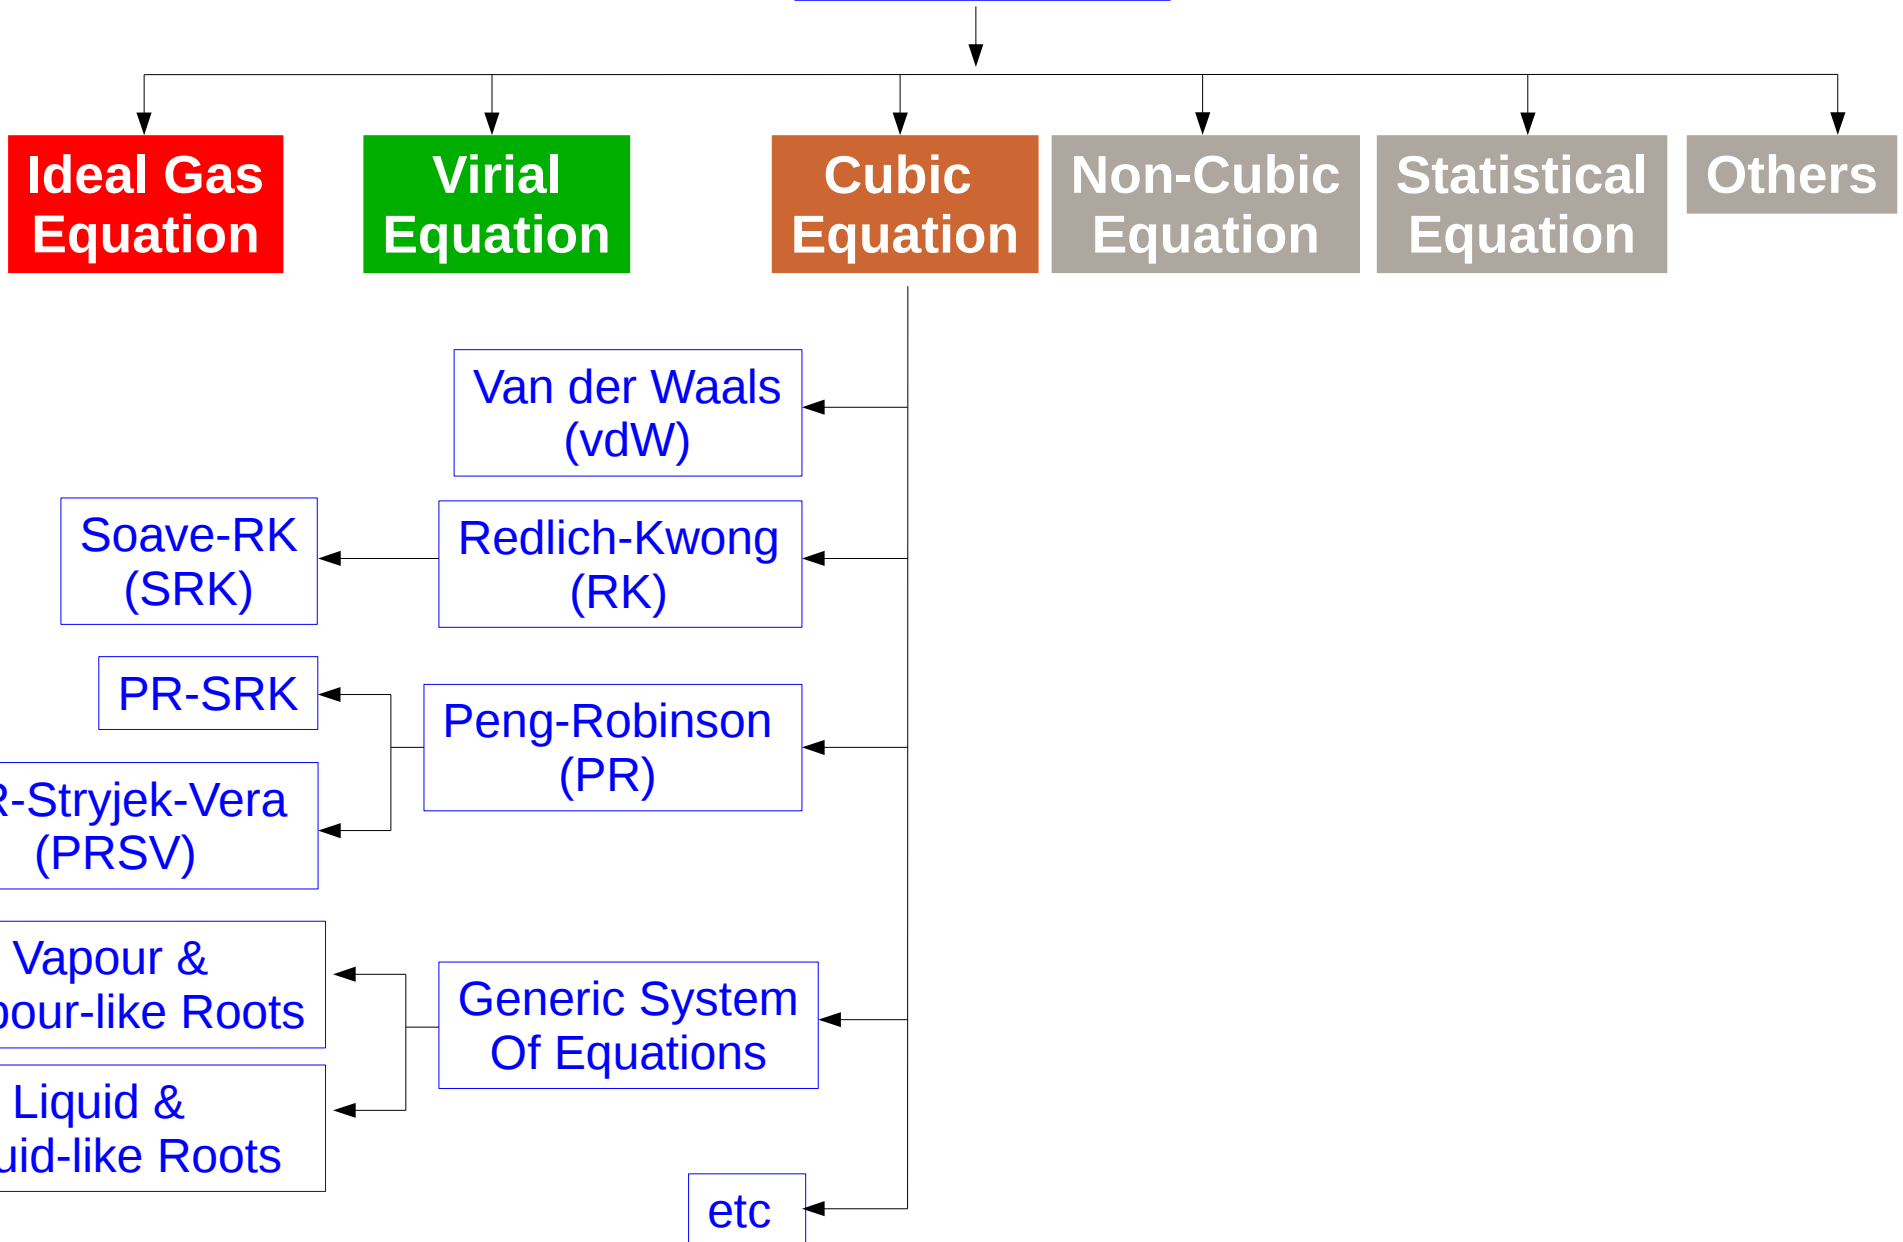 Ideal Gas
Equation
Virial
Equation
Cubic
Equation
Non-Cubic
Equation
Statistical
Equation
Others
Van der Waals
(vdW)
Soave-RK
(SRK)
Redlich-Kwong
(RK)
PR-SRK
Peng-Robinson
(PR)
-Stryjek-Vera
(PRSV)
Vapour &
pour-like Roots
Generic System
Of Equations
Liquid &
uid-like Roots
etc